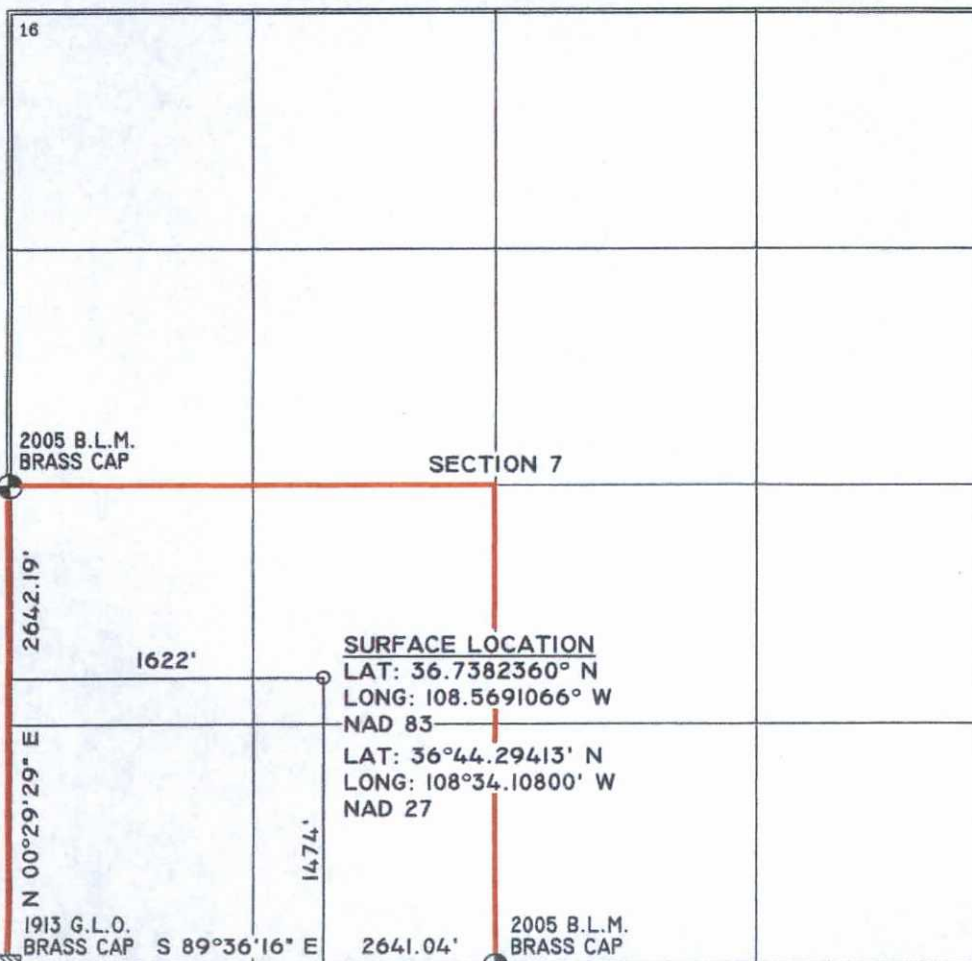 16
2005 B.L.M.
BRASS CAP
SECTION 7
2642.19'
1622'
SURFACE LOCATION
LAT: 36.7382360° N
LONG: 108.5691066° W
NAD 83
LAT: 36°44.29413' N
LONG: 108°34.10800' W
NAD 27
N 00°29'29" E
1474'
1913 G.L.O.
BRASS CAP
S 89°36'16" E
2641.04'
2005 B.L.M.
BRASS CAP